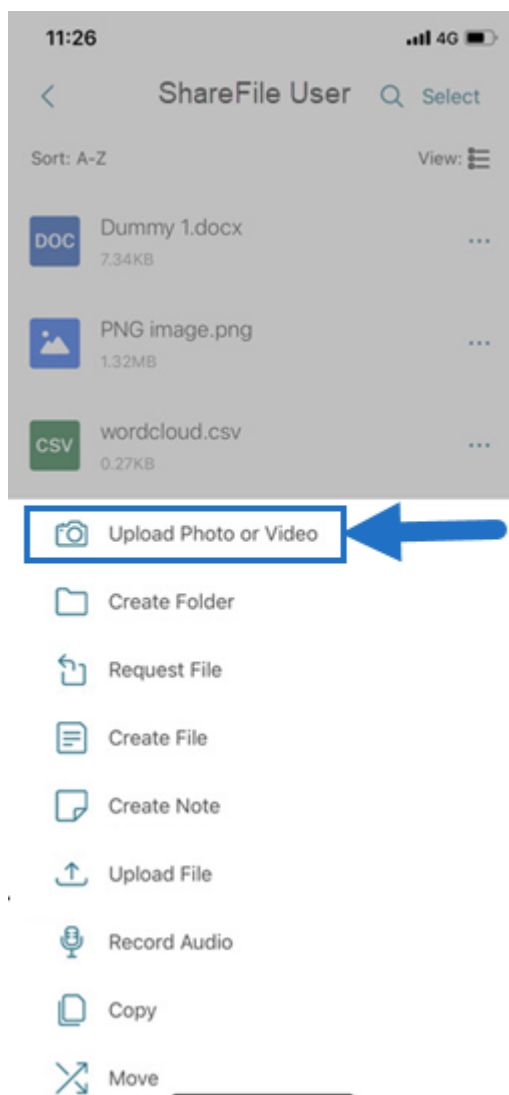 11:26 4G
ShareFile User Select
Sort: A-Z View:
DOC Dummy 1.docx
7.34KB
PNG image.png
1.32MB
CSV wordcloud.csv
0.27KB
Upload Photo or Video
Create Folder
Request File
Create File
Create Note
Upload File
Record Audio
Copy
Move